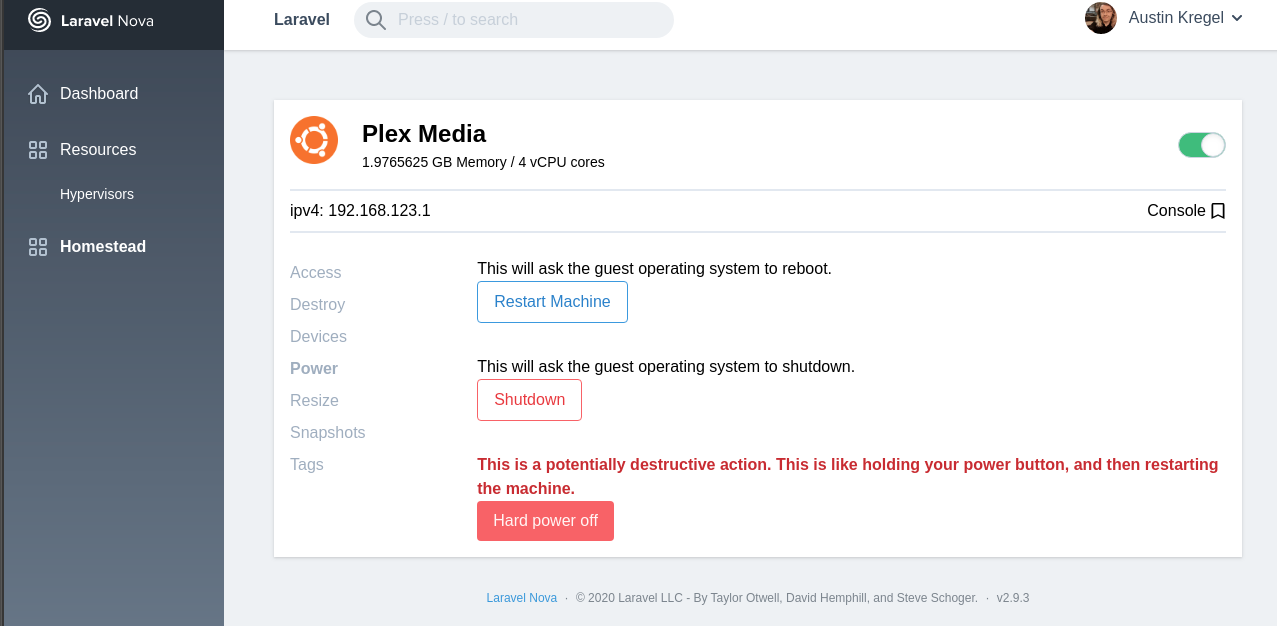 Laravel Nova
Laravel
Press / to search
Austin Kregel
Dashboard
Resources
Hypervisors
Homestead
Plex Media
1.9765625 GB Memory / 4 vCPU cores
ipv4: 192.168.123.1
Console
Access
Destroy
Devices
Power
Resize
Snapshots
Tags
This will ask the guest operating system to reboot.
Restart Machine
This will ask the guest operating system to shutdown.
Shutdown
This is a potentially destructive action. This is like holding your power button, and then restarting
the machine.
Hard power off
Laravel Nova · © 2020 Laravel LLC - By Taylor Otwell, David Hemphill, and Steve Schoger. · v2.9.3